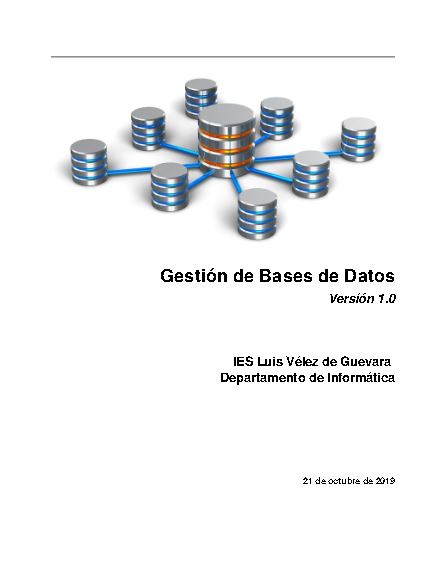 Gestión de Bases de Datos
Versión 1.0
IES Luis Vélez de Guevara
Departamento de Informática
21 de octubre de 2019